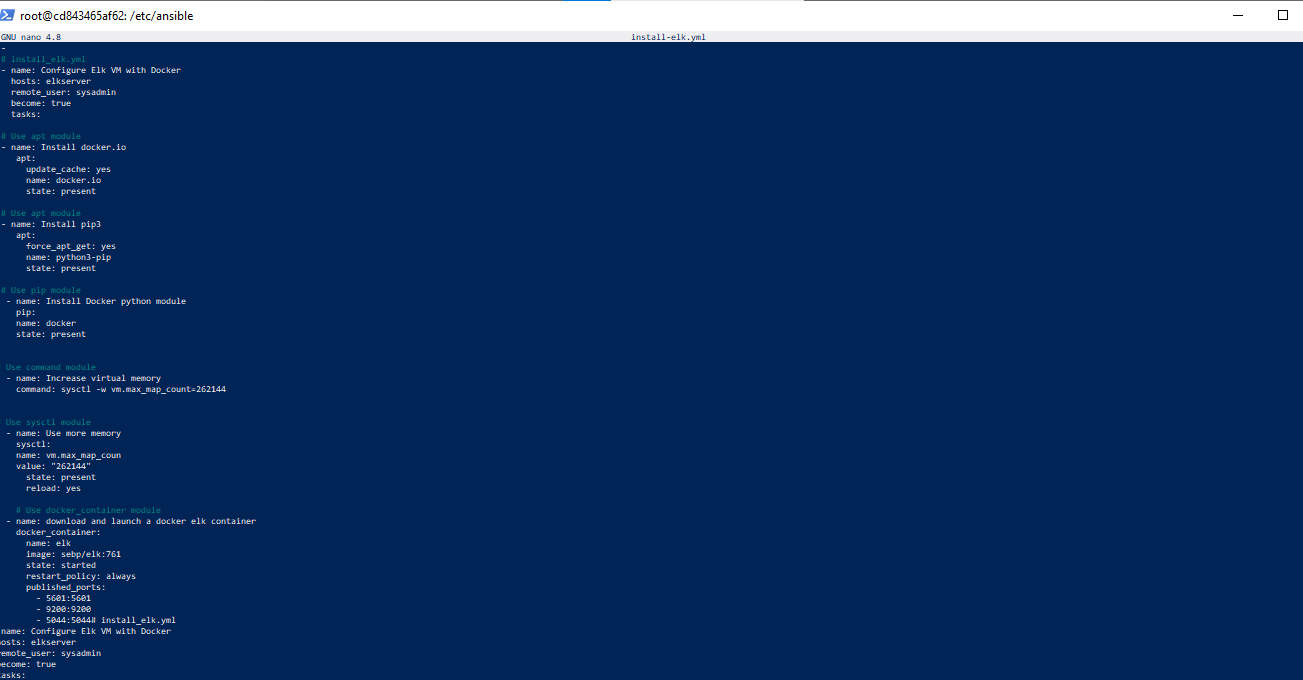 root@cd843465af62: /etc/ansible
GNU nano 4.8 install-elk.yml
-
# install_elk.yml
- name: Configure Elk VM with Docker
  hosts: elkserver
  remote_user: sysadmin
  become: true
  tasks:

# Use apt module
- name: Install docker.io
   apt:
     update_cache: yes
     name: docker.io
     state: present

# Use apt module
- name: Install pip3
   apt:
     force_apt_get: yes
     name: python3-pip
     state: present

# Use pip module
 - name: Install Docker python module
   pip:
   name: docker
   state: present


 Use command module
 - name: Increase virtual memory
   command: sysctl -w vm.max_map_count=262144


 Use sysctl module
 - name: Use more memory
   sysctl:
   name: vm.max_map_coun
   value: "262144"
     state: present
     reload: yes

   # Use docker_container module
 - name: download and launch a docker elk container
   docker_container:
     name: elk
     image: sebp/elk:761
     state: started
     restart_policy: always
     published_ports:
       - 5601:5601
       - 9200:9200
       - 5044:5044# install_elk.yml
name: Configure Elk VM with Docker
osts: elkserver
emote_user: sysadmin
ecome: true
asks: